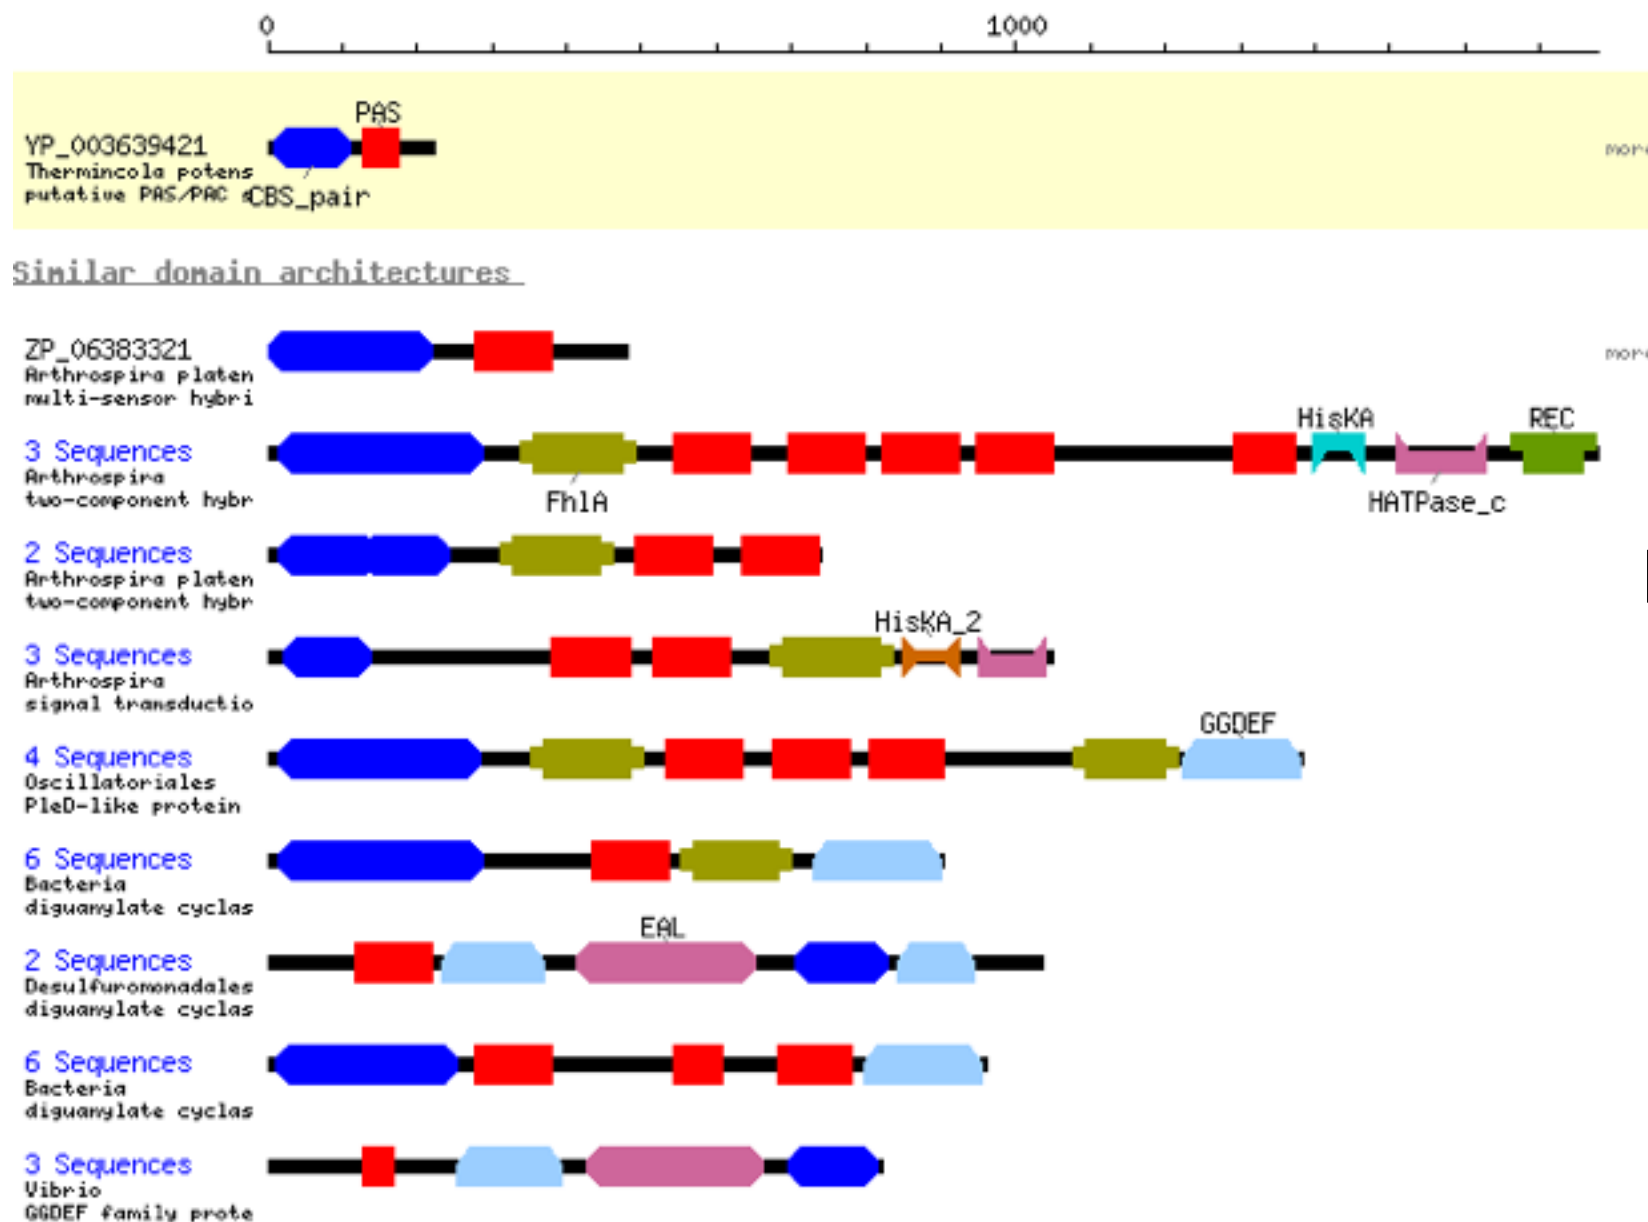 0 1000
PAS
YP_003639421
Thermincola potens
putative PAS/PAC s
CBS_pair
more
Similar domain architectures
ZP_06383321
Arthrospira platen
multi-sensor hybri
more
HisKA REC
3 Sequences
Arthrospira
two-component hybr
FhlA HATPase_c
2 Sequences
Arthrospira platen
two-component hybr
HisKA_2
3 Sequences
Arthrospira
signal transductio
GGDEF
4 Sequences
Oscillatoriales
PleD-like protein
6 Sequences
Bacteria
diguanylate cyclas
EAL
2 Sequences
Desulfuromonadales
diguanylate cyclas
6 Sequences
Bacteria
diguanylate cyclas
3 Sequences
Vibrio
GGDEF family prote